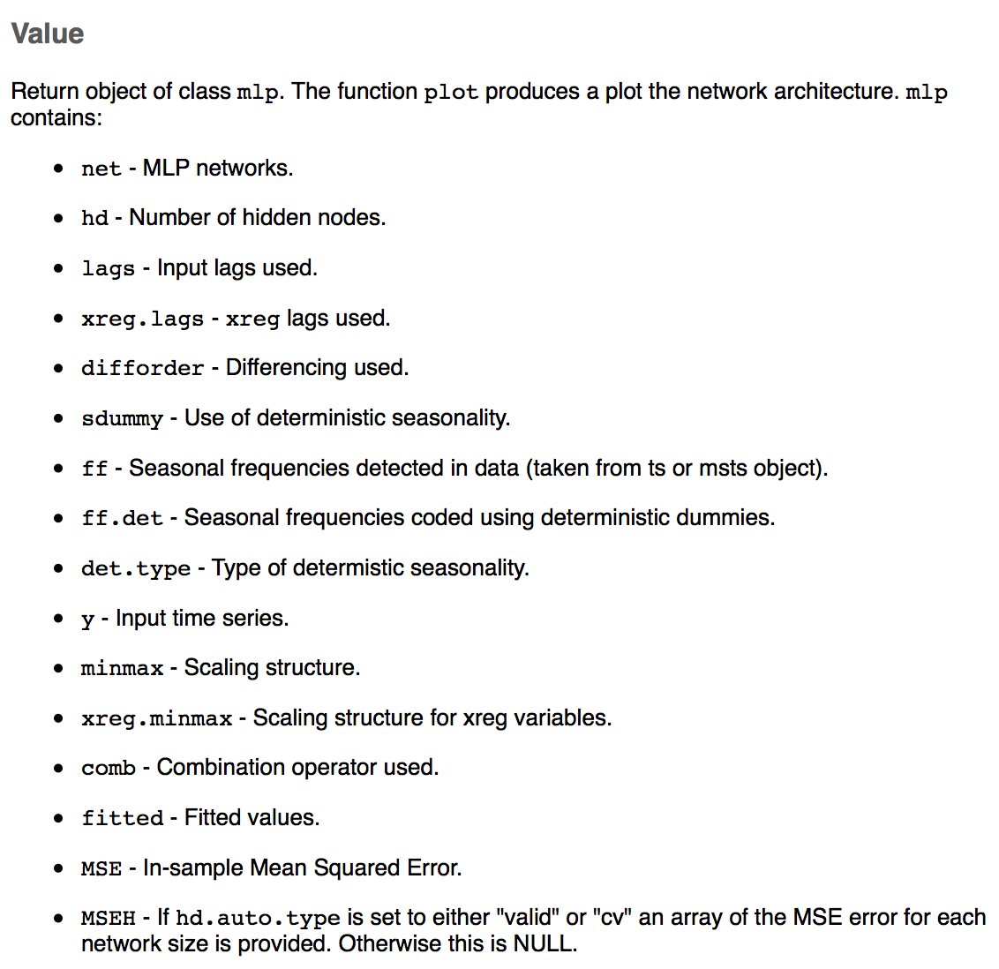 Value
Return object of class mlp. The function plot produces a plot the network architecture. mlp
contains:
• net - MLP networks.
• hd - Number of hidden nodes.
• lags - Input lags used.
• xreg.lags - xreg lags used.
• difforder - Differencing used.
• sdummy - Use of deterministic seasonality.
• ff - Seasonal frequencies detected in data (taken from ts or msts object).
• ff.det - Seasonal frequencies coded using deterministic dummies.
• det.type - Type of determistic seasonality.
• y - Input time series.
• minmax - Scaling structure.
• xreg.minmax - Scaling structure for xreg variables.
• comb - Combination operator used.
• fitted - Fitted values.
• MSE - In-sample Mean Squared Error.
• MSEH - If hd.auto.type is set to either "valid" or "cv" an array of the MSE error for each
network size is provided. Otherwise this is NULL.